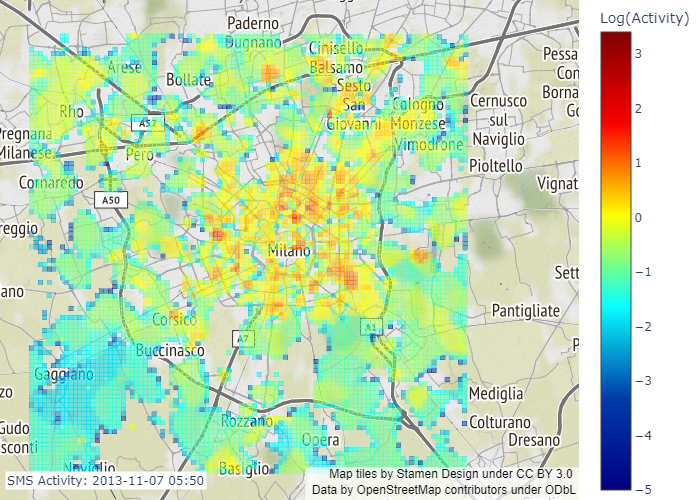 Log(Activity)
3
2
1
0
−1
−2
−3
−4
−5
Paderno
Dugnano
Cinisello
Balsamo
Arese
Bollate
Sesto
San
Giovanni
Cologno
Monzese
Cernusco
sul
Naviglio
Pessa
Con
Borna
Go
Rho
A52
Pregnana
Milanese
Pero
Vimodrone
Pioltello
Cornaredo
A50
Vignat
reggio
Milano
Sett
ano
Corsico
A7
A1
Pantigliate
P
Buccinasco
Gaggiano
zo
Mediglia
Gudo
sconti
Rozzano
Opera
Colturano
Dresano
Noviglio
Basiglio
SMS Activity: 2013-11-07 05:50
Map tiles by Stamen Design under CC BY 3.0
Data by OpenStreetMap contributors under ODbL